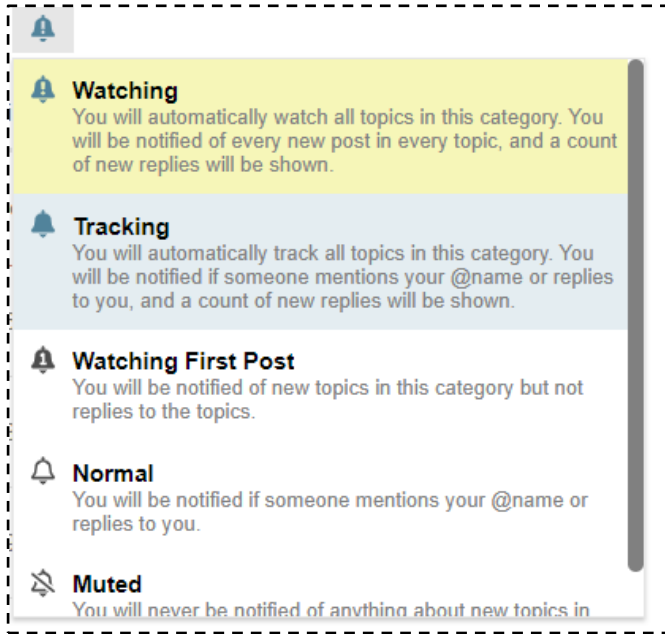 Watching
You will automatically watch all topics in this category. You
will be notified of every new post in every topic, and a count
of new replies will be shown.
Tracking
You will automatically track all topics in this category. You
will be notified if someone mentions your @name or replies
to you, and a count of new replies will be shown.
Watching First Post
You will be notified of new topics in this category but not
replies to the topics.
Normal
You will be notified if someone mentions your @name or
replies to you.
Muted
You will never be notified of anything about new topics in